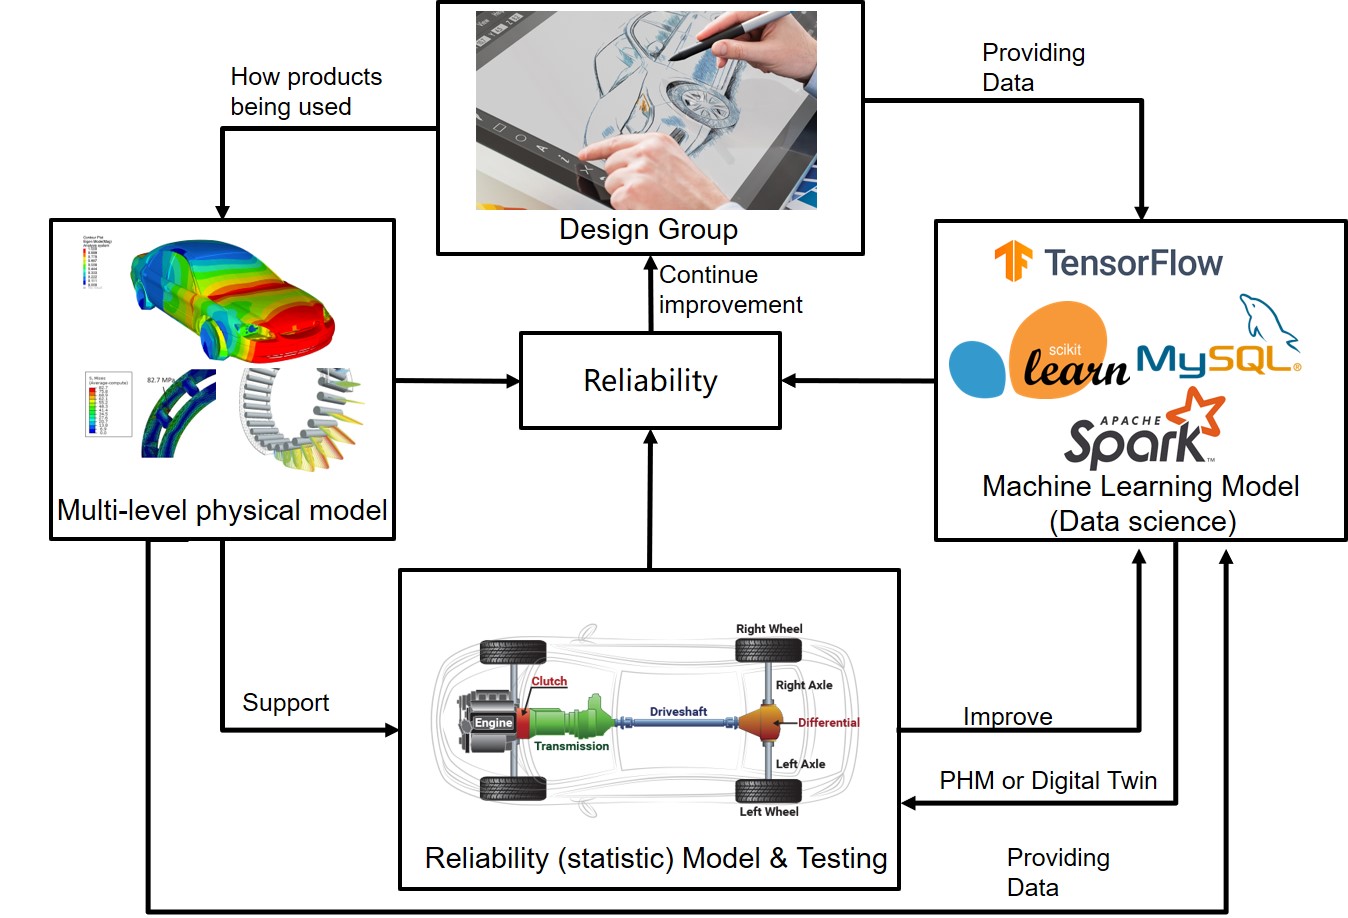 How products
being used
Providing
Data
Design Group
Continue
improvement
Reliability
82.7 MPa
Multi-level physical model
TensorFlow
scikit
learn
MySQL®
APACHE
Spark™
Machine Learning Model
(Data science)
Support
Right Wheel
Right Axle
Clutch
Engine
Driveshaft
Differential
Transmission
Left Axle
Left Wheel
Reliability (statistic) Model & Testing
Improve
PHM or Digital Twin
Providing
Data